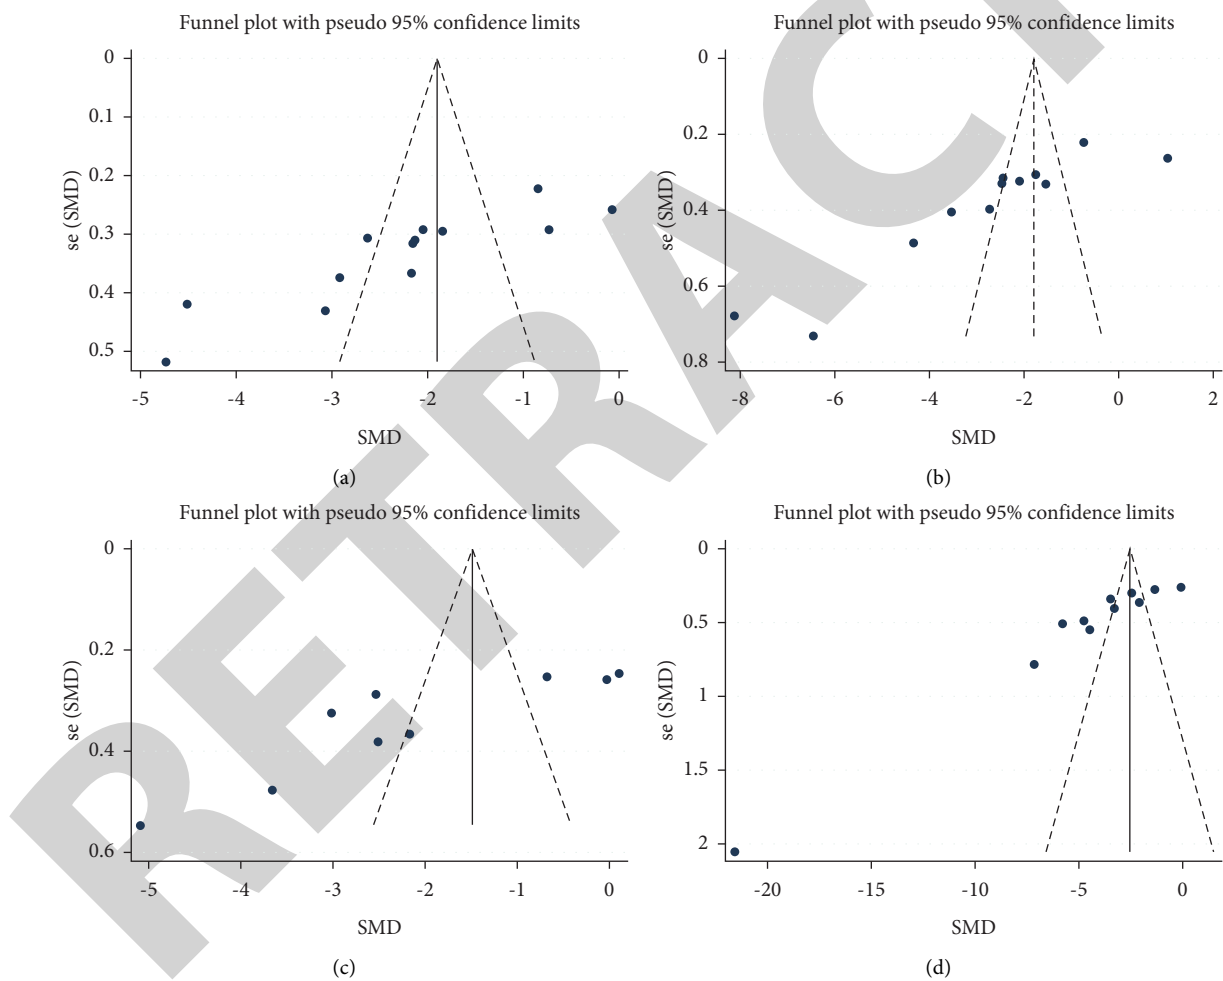 Funnel plot with pseudo 95% confidence limits
0
0.1
0.2
0.3
0.4
0.5
se (SMD)
-5 -4 -3 -2 -1 0
SMD
(a)
Funnel plot with pseudo 95% confidence limits
0
0.2
0.4
0.6
0.8
se (SMD)
-8 -6 -4 -2 0 2
SMD
(b)
Funnel plot with pseudo 95% confidence limits
0
0.2
0.4
0.6
se (SMD)
-5 -4 -3 -2 -1 0
SMD
(c)
Funnel plot with pseudo 95% confidence limits
0
0.5
1
1.5
2
se (SMD)
-20 -15 -10 -5 0
SMD
(d)
RETRACT